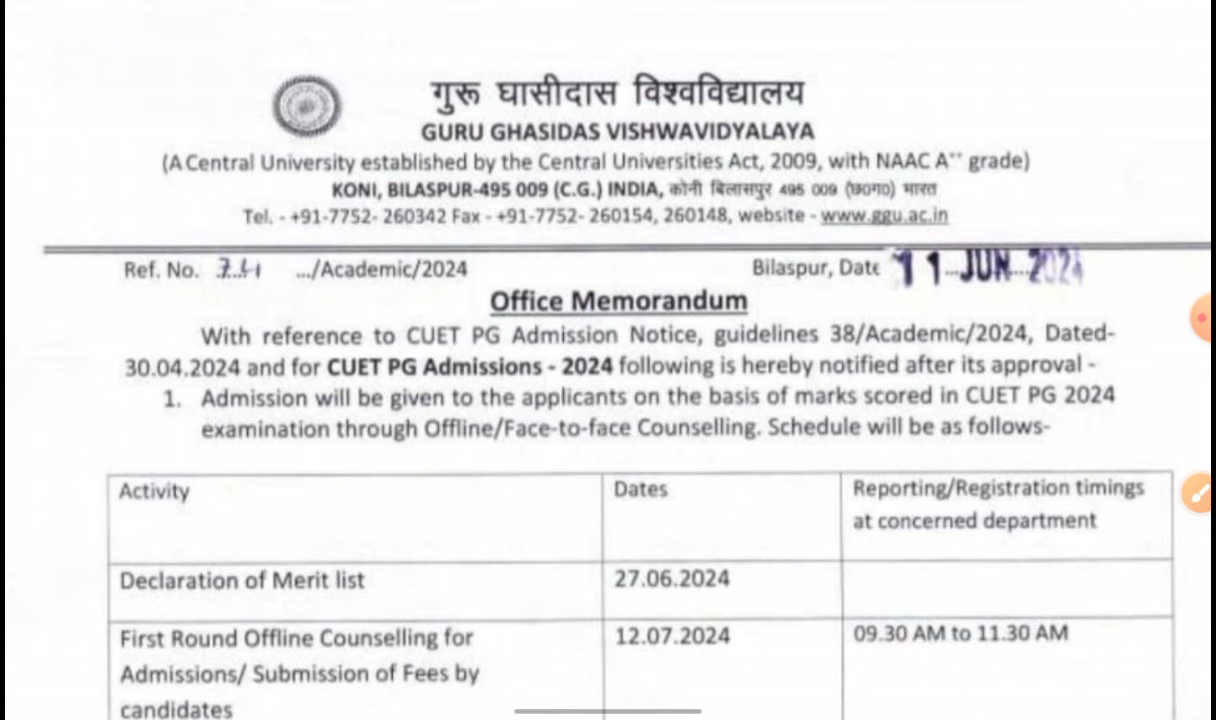 गुरू घासीदास विश्वविद्यालय
GURU GHASIDAS VISHWAVIDYALAYA
(A Central University established by the Central Universities Act, 2009, with NAAC A++ grade)
KONI, BILASPUR-495 009 (C.G.) INDIA, कोनी बिलासपुर 495 009 (छ0ग0) भारत
Tel. - +91-7752- 260342 Fax - +91-7752- 260154, 260148, website - www.ggu.ac.in
Ref. No. .../Academic/2024 Bilaspur, Date 11 JUN 2024
Office Memorandum
With reference to CUET PG Admission Notice, guidelines 38/Academic/2024, Dated-
30.04.2024 and for CUET PG Admissions - 2024 following is hereby notified after its approval -
1. Admission will be given to the applicants on the basis of marks scored in CUET PG 2024
examination through Offline/Face-to-face Counselling. Schedule will be as follows-
Activity Dates Reporting/Registration timings
at concerned department
Declaration of Merit list 27.06.2024
First Round Offline Counselling for 12.07.2024 09.30 AM to 11.30 AM
Admissions/ Submission of Fees by
candidates